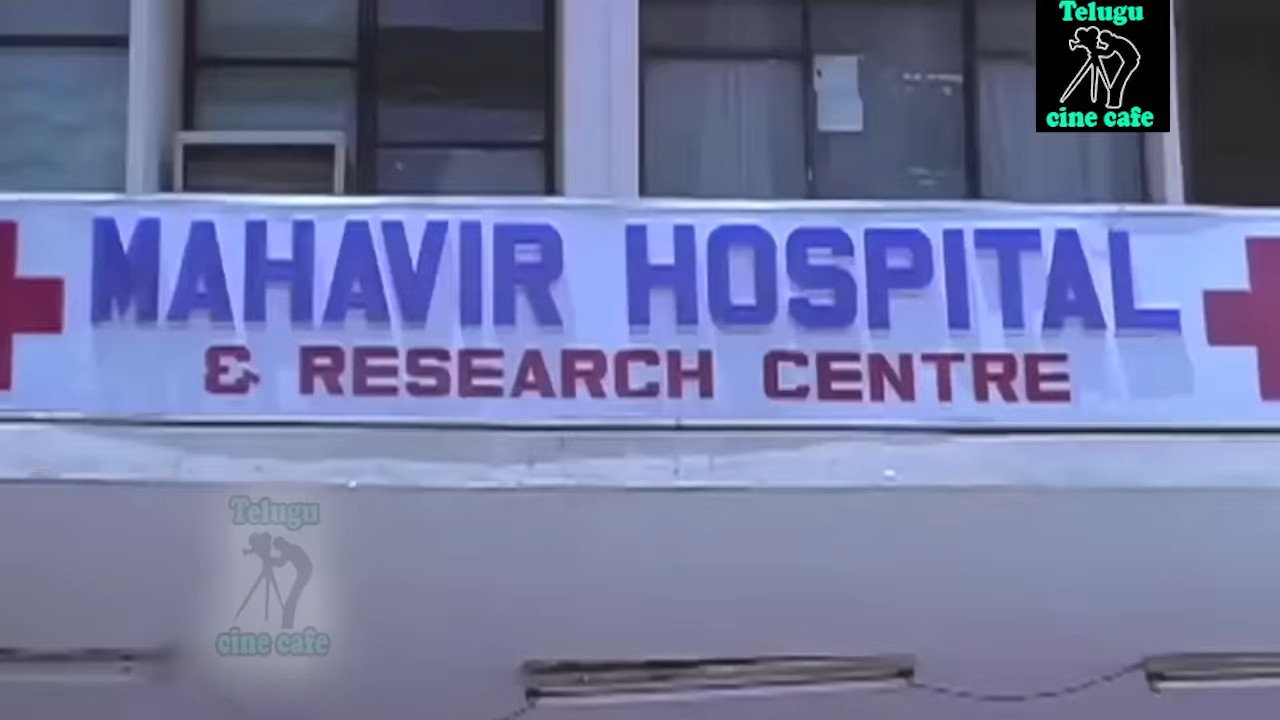 Telugu
cine cafe
MAHAVIR HOSPITAL
& RESEARCH CENTRE
Telugu
cine cafe